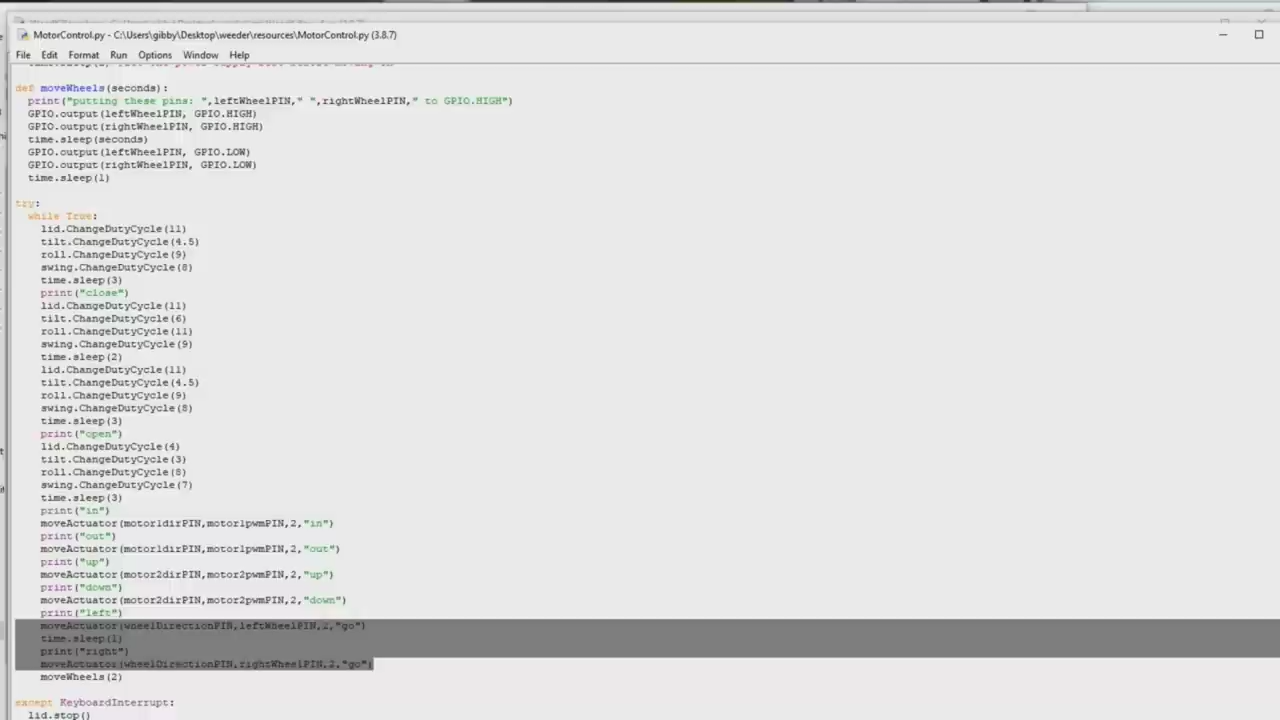 MotorControl.py - C:\Users\gibby\Desktop\weeder\resources\MotorControl.py (3.8.7)
File Edit Format Run Options Window Help
def moveWheels(seconds):
print("putting these pins: ",leftWheelPIN," ",rightWheelPIN," to GPIO.HIGH")
GPIO.output(leftWheelPIN, GPIO.HIGH)
GPIO.output(rightWheelPIN, GPIO.HIGH)
time.sleep(seconds)
GPIO.output(leftWheelPIN, GPIO.LOW)
GPIO.output(rightWheelPIN, GPIO.LOW)
time.sleep(1)
try:
while True:
lid.ChangeDutyCycle(11)
tilt.ChangeDutyCycle(4.5)
roll.ChangeDutyCycle(9)
swing.ChangeDutyCycle(8)
time.sleep(3)
print("close")
lid.ChangeDutyCycle(11)
tilt.ChangeDutyCycle(6)
roll.ChangeDutyCycle(11)
swing.ChangeDutyCycle(9)
time.sleep(2)
lid.ChangeDutyCycle(11)
tilt.ChangeDutyCycle(4.5)
roll.ChangeDutyCycle(9)
swing.ChangeDutyCycle(8)
time.sleep(3)
print("open")
lid.ChangeDutyCycle(4)
tilt.ChangeDutyCycle(3)
roll.ChangeDutyCycle(8)
swing.ChangeDutyCycle(7)
time.sleep(3)
print("in")
moveActuator(motor1dirPIN,motor1pwmPIN,2,"in")
print("out")
moveActuator(motor1dirPIN,motor1pwmPIN,2,"out")
print("up")
moveActuator(motor2dirPIN,motor2pwmPIN,2,"up")
print("down")
moveActuator(motor2dirPIN,motor2pwmPIN,2,"down")
print("left")
moveActuator(wheelDirectionPIN,leftWheelPIN,2,"go")
time.sleep(1)
print("right")
moveActuator(wheelDirectionPIN,rightWheelPIN,2,"go")
moveWheels(2)
except KeyboardInterrupt:
lid.stop()